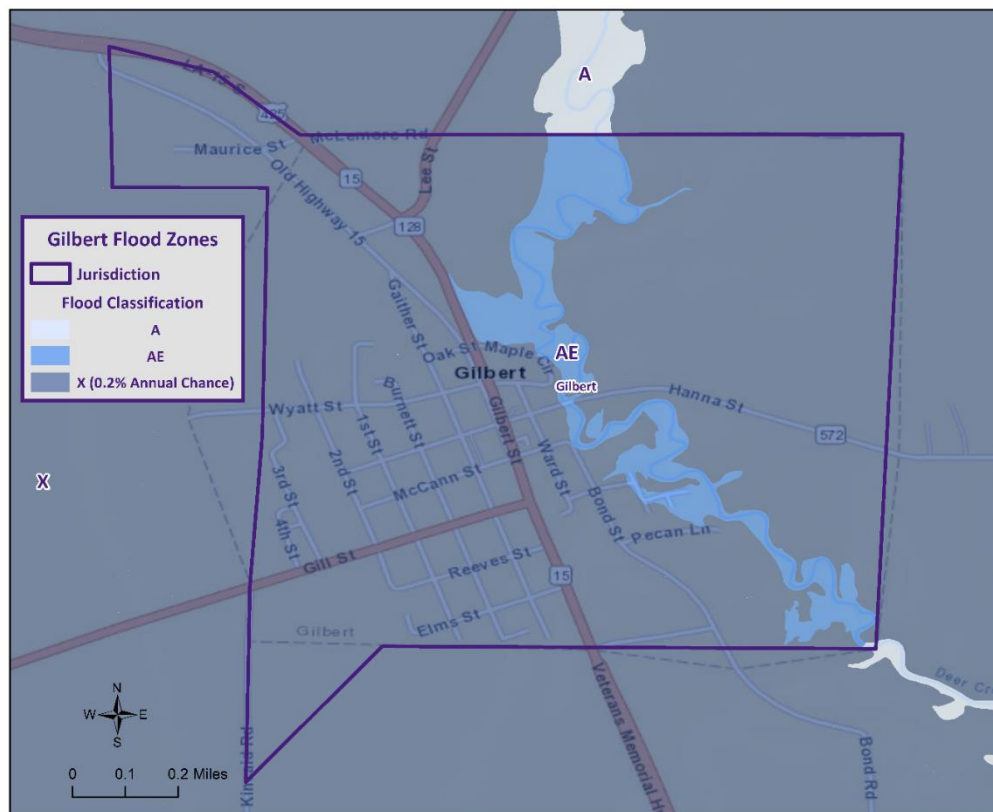 A
LA-15 S
425
McLemore Rd
Maurice St
Lee St
15
Old Highway 15
128
Gilbert Flood Zones
Jurisdiction
Flood Classification
A
AE
X (0.2% Annual Chance)
Gaither St
Oak St
Maple Cir
AE
Gilbert
Gilbert
Wyatt St
Burnett St
1st St
2nd St
3rd St
4th St
Gilbert St
Hanna St
572
X
McCann St
Ward St
Bond St
Pecan Ln
Gill St
Reeves St
15
Elms St
Gilbert
Deer Cre
N
W E
S
Kincaid Rd
Veterans Memorial H
Bond Rd
0 0.1 0.2 Miles